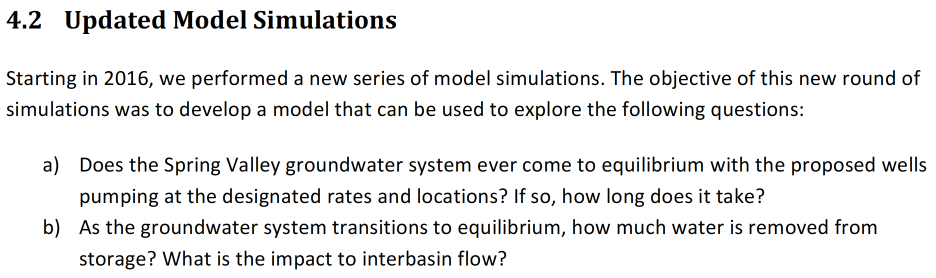 4.2 Updated Model Simulations
Starting in 2016, we performed a new series of model simulations. The objective of this new round of
simulations was to develop a model that can be used to explore the following questions:
a) Does the Spring Valley groundwater system ever come to equilibrium with the proposed wells
pumping at the designated rates and locations? If so, how long does it take?
b) As the groundwater system transitions to equilibrium, how much water is removed from
storage? What is the impact to interbasin flow?